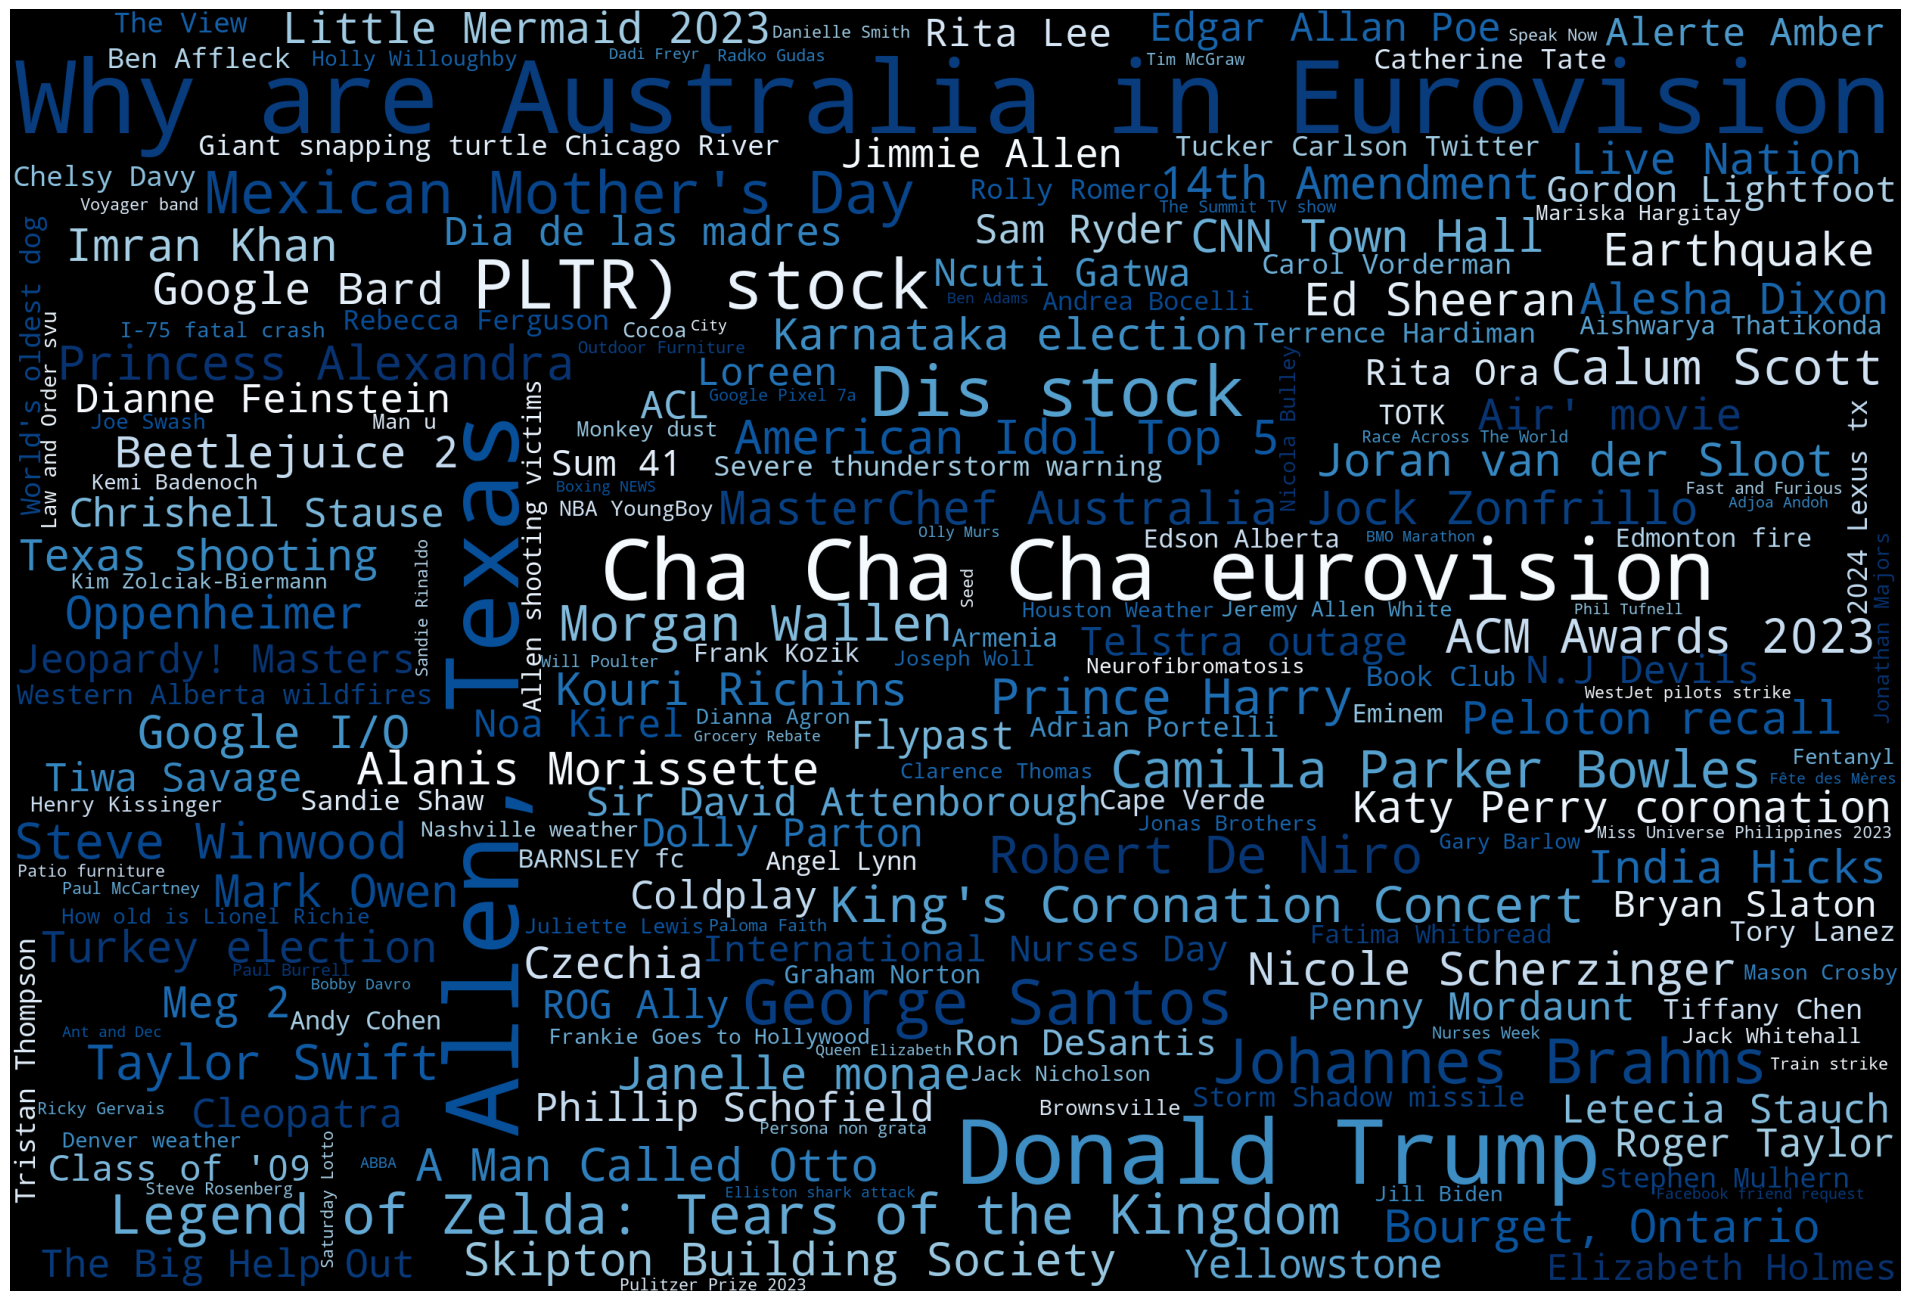 The View
Little Mermaid 2023
Danielle Smith
Rita Lee
Edgar Allan Poe
Speak Now
Alerte Amber
Ben Affleck
Holly Willoughby
Dadi Freyr
Radko Gudas
Tim McGraw
Catherine Tate
Why are Australia in Eurovision
Giant snapping turtle Chicago River
Jimmie Allen
Tucker Carlson Twitter
Live Nation
Chelsy Davy
Voyager band
Mexican Mother's Day
Rolly Romero
14th Amendment
Gordon Lightfoot
The Summit TV show
Mariska Hargitay
World's oldest dog
Imran Khan
Dia de las madres
Sam Ryder
CNN Town Hall
Earthquake
Google Bard
PLTR) stock
Ncuti Gatwa
Carol Vorderman
Ben Adams
Andrea Bocelli
Ed Sheeran
Alesha Dixon
Law and Order svu
I-75 fatal crash
Rebecca Ferguson
Cocoa
City
Karnataka election
Terrence Hardiman
Aishwarya Thatikonda
Outdoor Furniture
Princess Alexandra
Loreen
Dis stock
Nicola Bulley
Rita Ora
Calum Scott
Dianne Feinstein
Allen shooting victims
ACL
Google Pixel 7a
TOTK
Air' movie
2024 Lexus tx
Joe Swash
Man u
Monkey dust
American Idol Top 5
Race Across The World
Beetlejuice 2
Allen, Texas
Sum 41
Severe thunderstorm warning
Joran van der Sloot
Kemi Badenoch
Boxing NEWS
Fast and Furious
Adjoa Andoh
Chrishell Stause
NBA YoungBoy
MasterChef Australia
Jock Zonfrillo
Olly Murs
Edson Alberta
BMO Marathon
Edmonton fire
Texas shooting
Sandie Rinaldo
Cha Cha Cha eurovision
Seed
Jonathan Majors
Kim Zolciak-Biermann
Oppenheimer
Morgan Wallen
Houston Weather
Jeremy Allen White
Phil Tufnell
Armenia
Telstra outage
ACM Awards 2023
Jeopardy! Masters
Will Poulter
Frank Kozik
Joseph Woll
Neurofibromatosis
Book Club
N.J Devils
Western Alberta wildfires
Kouri Richins
Prince Harry
WestJet pilots strike
Google I/O
Noa Kirel
Dianna Agron
Grocery Rebate
Flypast
Adrian Portelli
Eminem
Peloton recall
Tiwa Savage
Alanis Morissette
Clarence Thomas
Camilla Parker Bowles
Fentanyl
Fête des Mères
Henry Kissinger
Sandie Shaw
Sir David Attenborough
Cape Verde
Katy Perry coronation
Steve Winwood
Nashville weather
Dolly Parton
Jonas Brothers
Miss Universe Philippines 2023
Patio furniture
BARNSLEY fc
Angel Lynn
Robert De Niro
Gary Barlow
India Hicks
Paul McCartney
Mark Owen
Coldplay
King's Coronation Concert
Bryan Slaton
How old is Lionel Richie
Juliette Lewis
Paloma Faith
Tory Lanez
Tristan Thompson
Turkey election
International Nurses Day
Fatima Whitbread
Paul Burrell
Czechia
Graham Norton
Nicole Scherzinger
Mason Crosby
Bobby Davro
Meg 2
Andy Cohen
ROG Ally
George Santos
Penny Mordaunt
Tiffany Chen
Ant and Dec
Frankie Goes to Hollywood
Queen Elizabeth
Ron DeSantis
Nurses Week
Jack Whitehall
Taylor Swift
Janelle monae
Jack Nicholson
Johannes Brahms
Train strike
Ricky Gervais
Cleopatra
Phillip Schofield
Brownsville
Storm Shadow missile
Letecia Stauch
Persona non grata
Denver weather
Saturday Lotto
Donald Trump
Roger Taylor
Class of '09
ABBA
A Man Called Otto
Stephen Mulhern
Steve Rosenberg
Elliston shark attack
Jill Biden
Facebook friend request
Legend of Zelda: Tears of the Kingdom
Bourget, Ontario
The Big Help Out
Skipton Building Society
Yellowstone
Elizabeth Holmes
Pulitzer Prize 2023